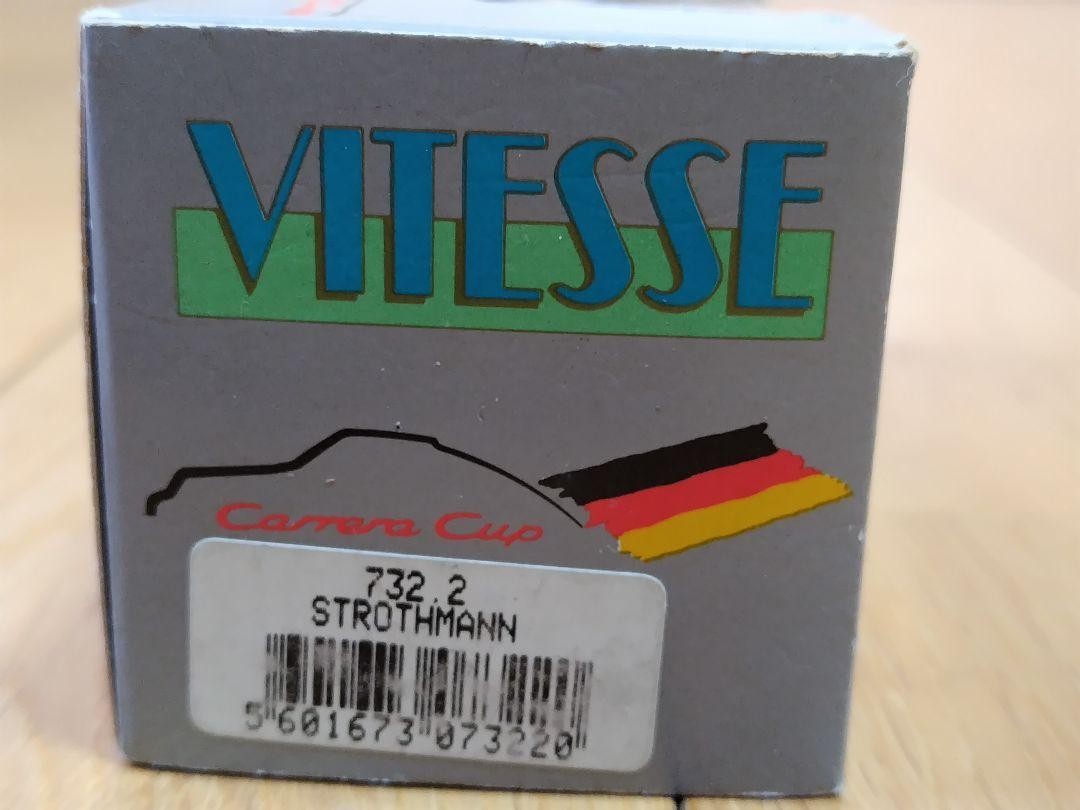 VITESSE
Carrera Cup
732.2
STROTHMANN
5 601673 073220